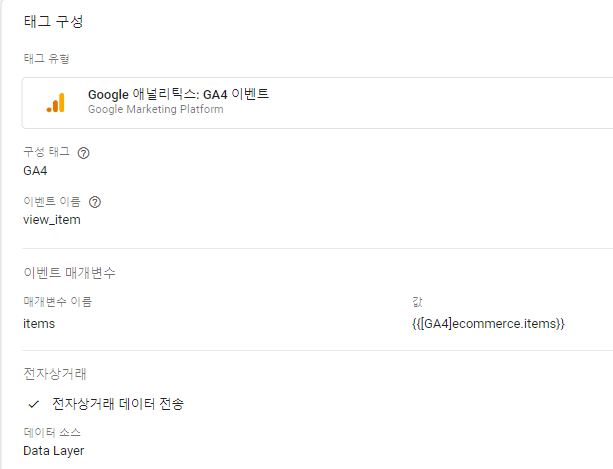 태그 구성
태그 유형
Google 애널리틱스: GA4 이벤트
Google Marketing Platform
구성 태그 ?
GA4
이벤트 이름 ?
view_item
이벤트 매개변수
매개변수 이름 값
items {{[GA4]ecommerce.items}}
전자상거래
✓ 전자상거래 데이터 전송
데이터 소스
Data Layer